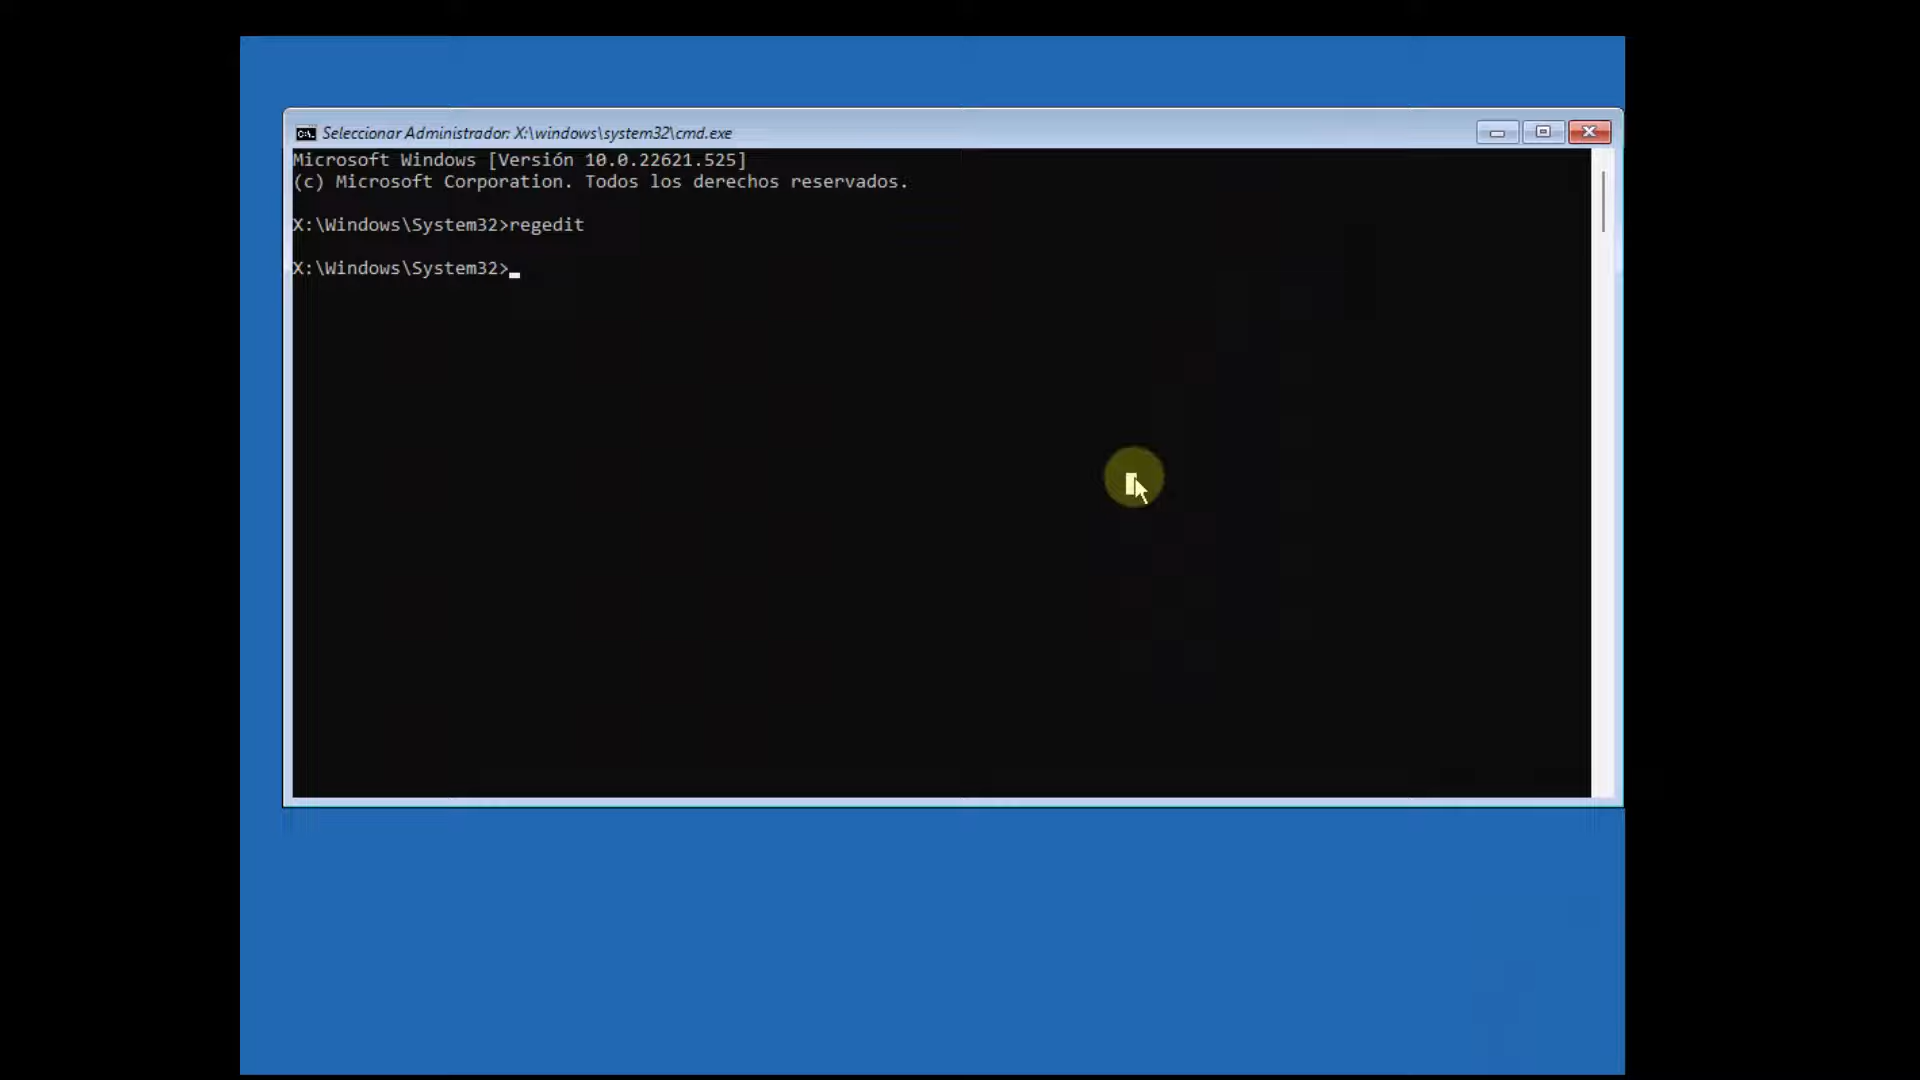 Seleccionar Administrador: X:\windows\system32\cmd.exe
Microsoft Windows [Versión 10.0.22621.525]
(c) Microsoft Corporation. Todos los derechos reservados.
X:\Windows\System32>regedit
X:\Windows\System32>